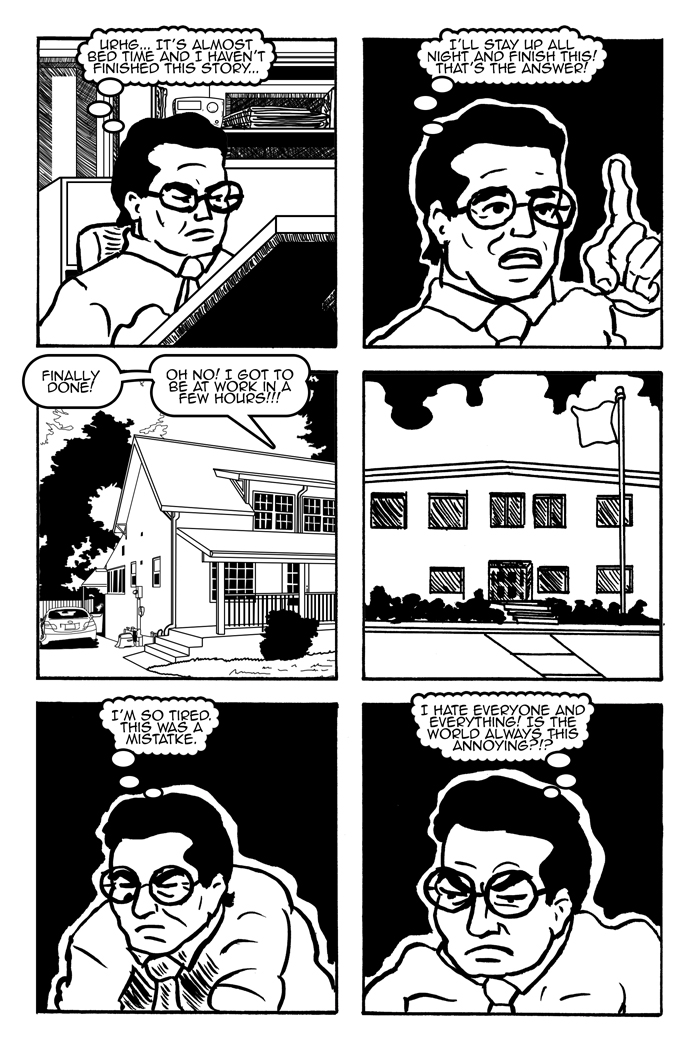 URHG... IT'S ALMOST
BED TIME AND I HAVEN'T
FINISHED THIS STORY...
I'LL STAY UP ALL
NIGHT AND FINISH THIS!
THAT'S THE ANSWER!
FINALLY
DONE!
OH NO! I GOT TO
BE AT WORK IN A
FEW HOURS!!!
I'M SO TIRED.
THIS WAS A
MISTATKE.
I HATE EVERYONE AND
EVERYTHING! IS THE
WORLD ALWAYS THIS
ANNOYING?!?